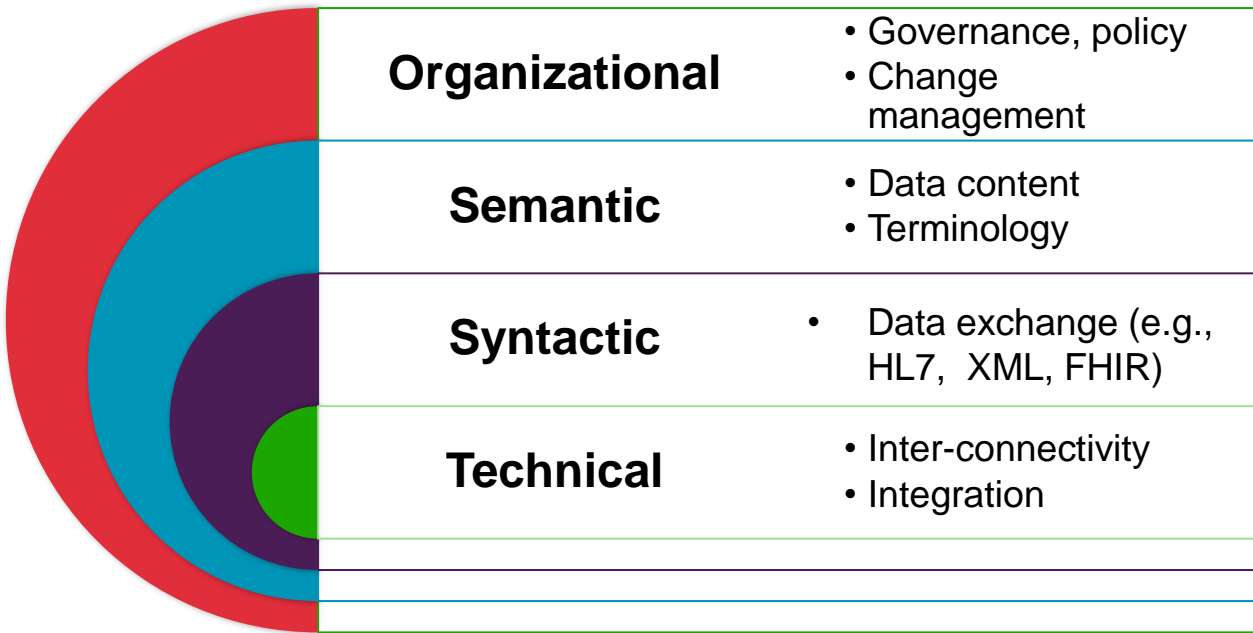 Organizational
• Governance, policy
• Change
management
Semantic
• Data content
• Terminology
Syntactic
• Data exchange (e.g.,
HL7, XML, FHIR)
Technical
• Inter-connectivity
• Integration